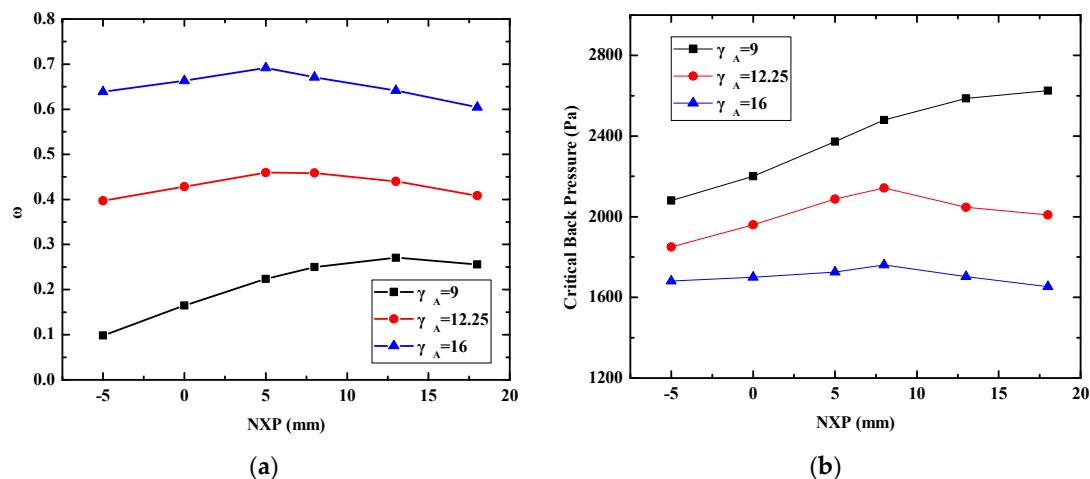 0.8
0.7
0.6
0.5
0.4
0.3
0.2
0.1
0.0
ω
γ A=9
γ A=12.25
γ A=16
-5 0 5 10 15 20
NXP (mm)
(a)
2800
2400
2000
1600
1200
Critical Back Pressure (Pa)
γ A=9
γ A=12.25
γ A=16
-5 0 5 10 15 20
NXP (mm)
(b)